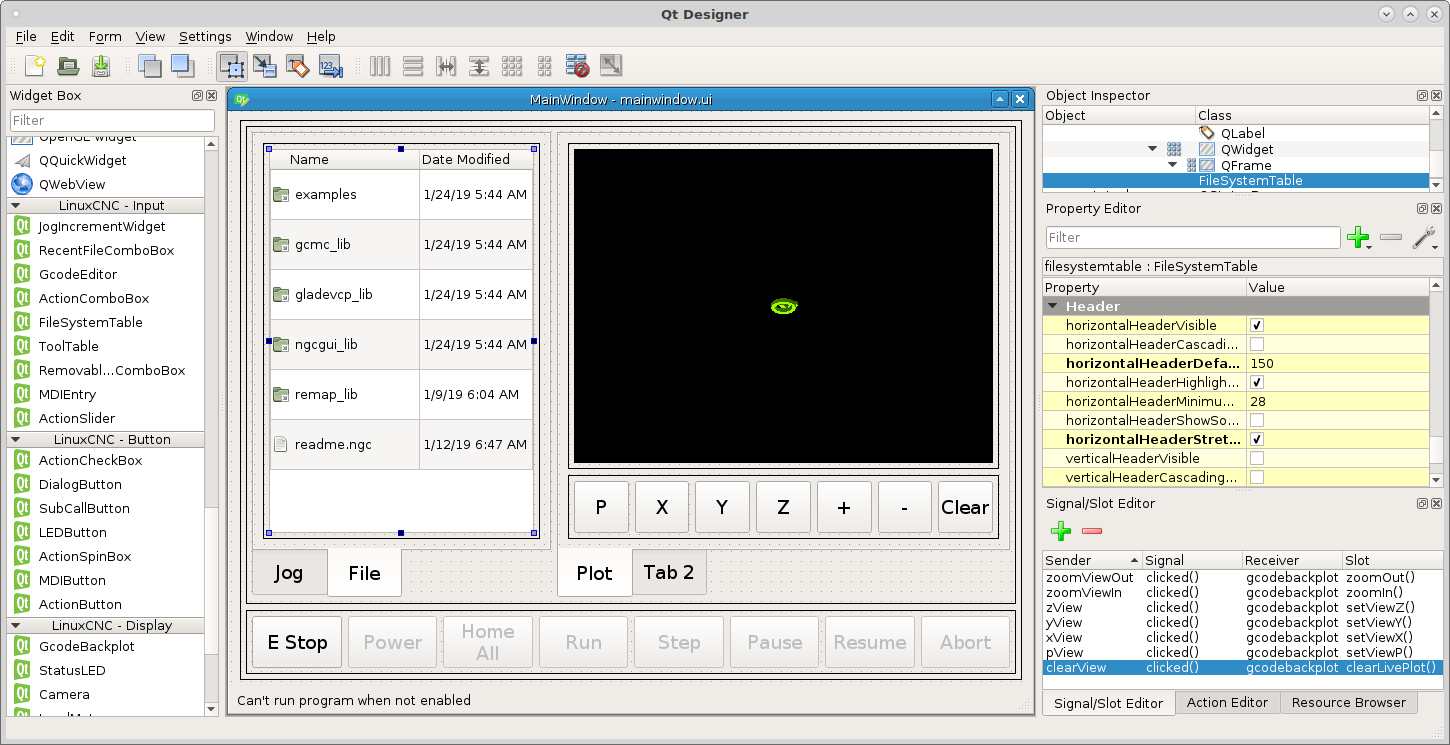 Qt Designer
File Edit Form View Settings Window Help
Widget Box
Filter
OpenGL Widget
QQuickWidget
QWebView
LinuxCNC - Input
JogIncrementWidget
RecentFileComboBox
GcodeEditor
ActionComboBox
FileSystemTable
ToolTable
Removabl...ComboBox
MDIEntry
ActionSlider
LinuxCNC - Button
ActionCheckBox
DialogButton
SubCallButton
LEDButton
ActionSpinBox
MDIButton
ActionButton
LinuxCNC - Display
GcodeBackplot
StatusLED
Camera
MainWindow - mainwindow.ui
Name Date Modified
examples 1/24/19 5:44 AM
gcmc_lib 1/24/19 5:44 AM
gladevcp_lib 1/24/19 5:44 AM
ngcgui_lib 1/24/19 5:44 AM
remap_lib 1/9/19 6:04 AM
readme.ngc 1/12/19 6:47 AM
Jog File
P X Y Z + - Clear
Plot Tab 2
E Stop Power Home All Run Step Pause Resume Abort
Can't run program when not enabled
Object Inspector
Object Class
QLabel
QWidget
QFrame
FileSystemTable
Property Editor
Filter
filesystemtable : FileSystemTable
Property Value
Header
horizontalHeaderVisible
horizontalHeaderCascadi...
horizontalHeaderDefa... 150
horizontalHeaderHighligh...
horizontalHeaderMinimu... 28
horizontalHeaderShowSo...
horizontalHeaderStret...
verticalHeaderVisible
verticalHeaderCascading...
Signal/Slot Editor
Sender Signal Receiver Slot
zoomViewOut clicked() gcodebackplot zoomOut()
zoomViewIn clicked() gcodebackplot zoomIn()
zView clicked() gcodebackplot setViewZ()
yView clicked() gcodebackplot setViewY()
xView clicked() gcodebackplot setViewX()
pView clicked() gcodebackplot setViewP()
clearView clicked() gcodebackplot clearLivePlot()
Signal/Slot Editor Action Editor Resource Browser